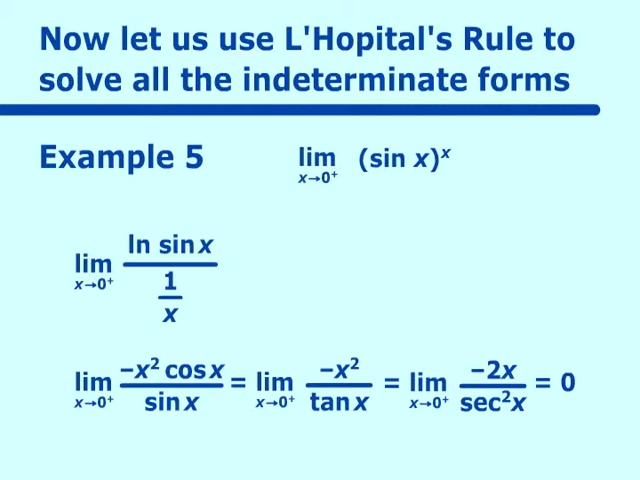 Now let us use L'Hopital's Rule to
solve all the indeterminate forms
Example 5 lim x→0⁺ (sin x)ˣ
lim x→0⁺ ln sin x / (1/x)
lim x→0⁺ −x² cos x / sin x = lim x→0⁺ −x² / tan x = lim x→0⁺ −2x / sec²x = 0